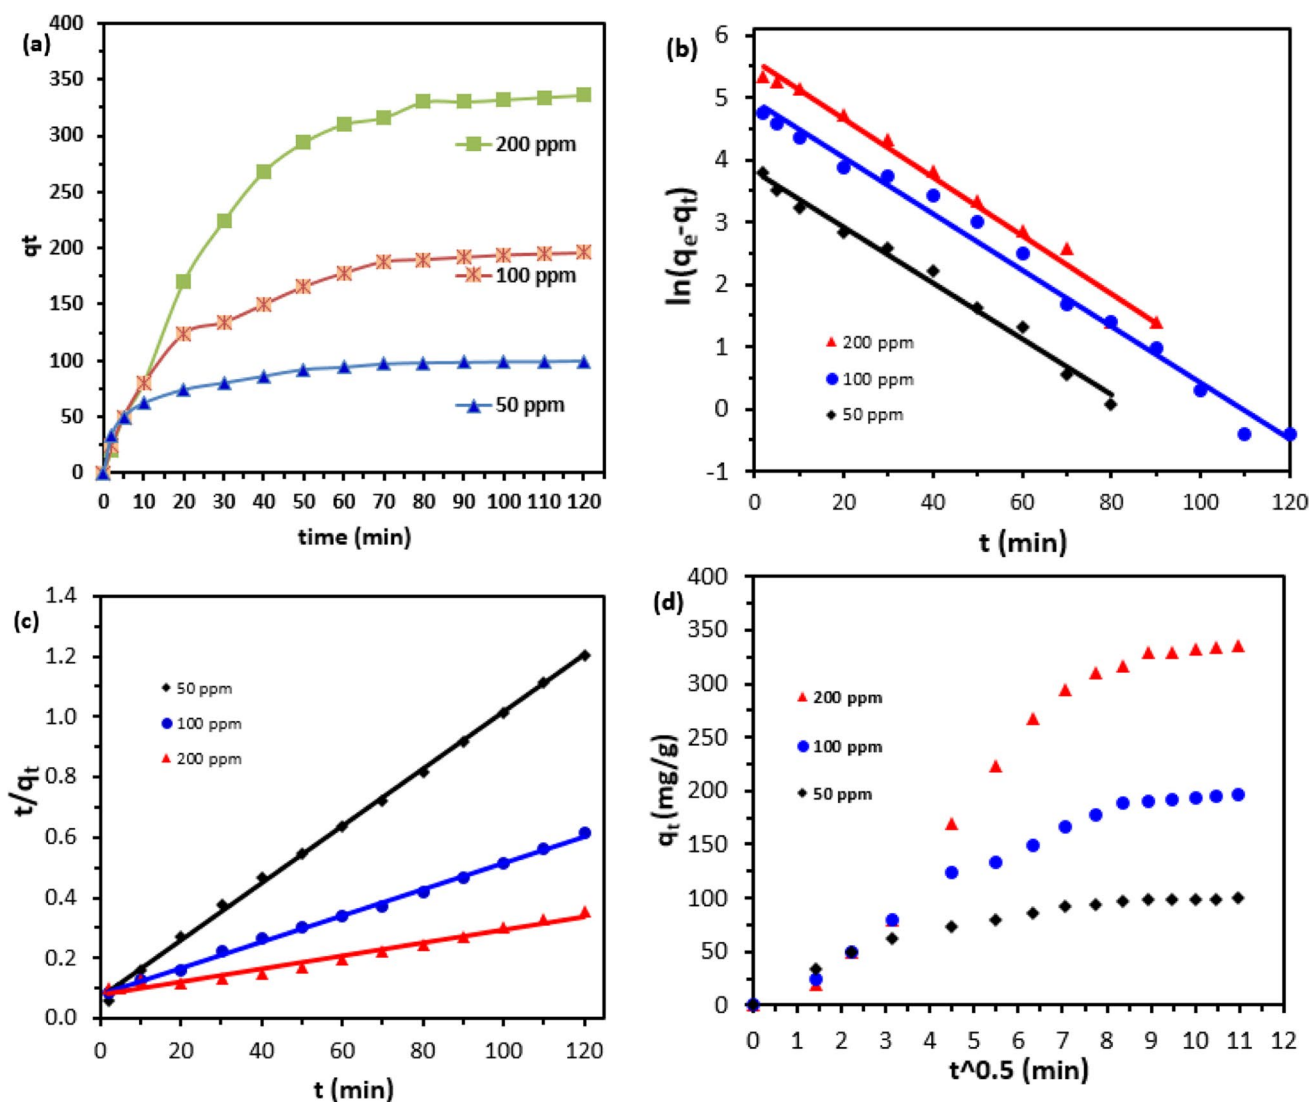 (a)
400
350
300
250
200
150
100
50
0
qt
200 ppm
100 ppm
50 ppm
0 10 20 30 40 50 60 70 80 90 100 110 120
time (min)
(b)
6
5
4
3
2
1
0
-1
ln(qe-qt)
200 ppm
100 ppm
50 ppm
0 20 40 60 80 100 120
t (min)
(c)
1.4
1.2
1.0
0.8
0.6
0.4
0.2
0.0
t/qt
50 ppm
100 ppm
200 ppm
0 20 40 60 80 100 120
t (min)
(d)
400
350
300
250
200
150
100
50
0
qt (mg/g)
200 ppm
100 ppm
50 ppm
0 1 2 3 4 5 6 7 8 9 10 11 12
t^0.5 (min)